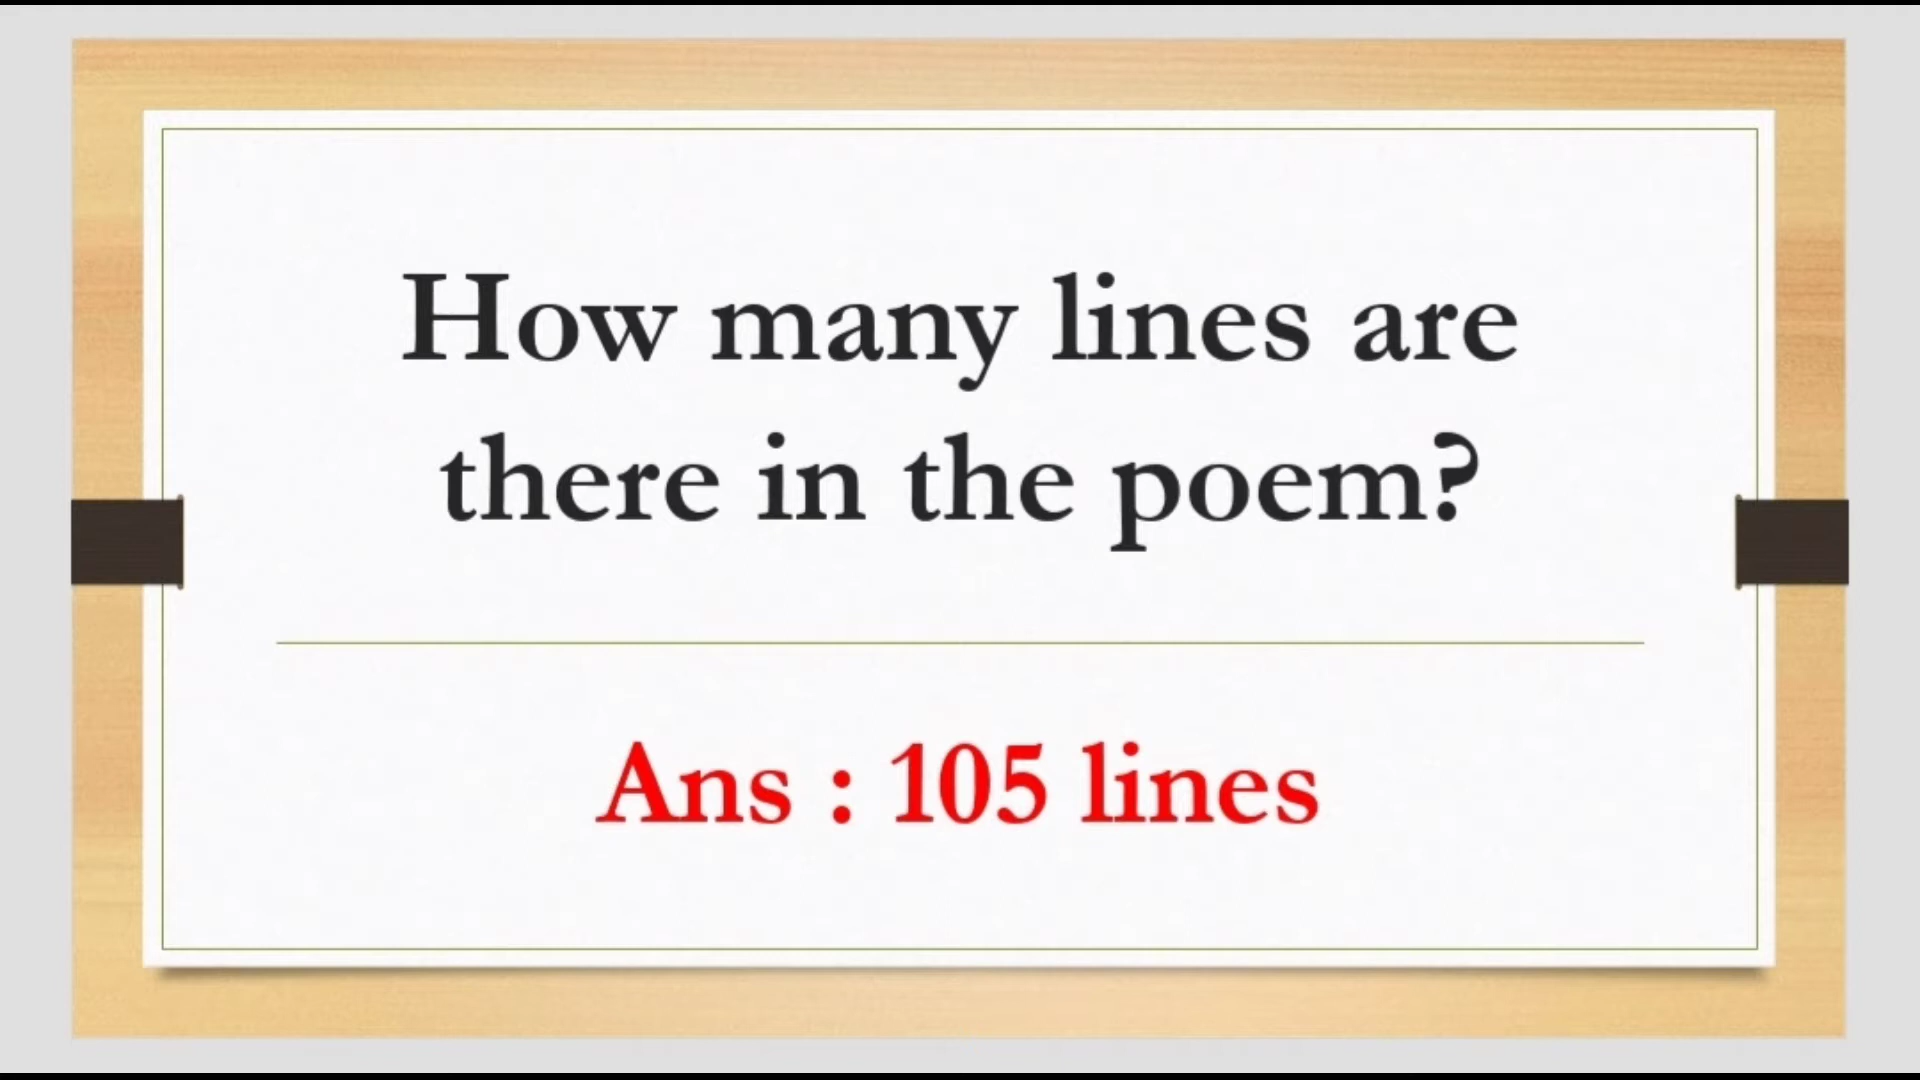 How many lines are
there in the poem?
Ans : 105 lines